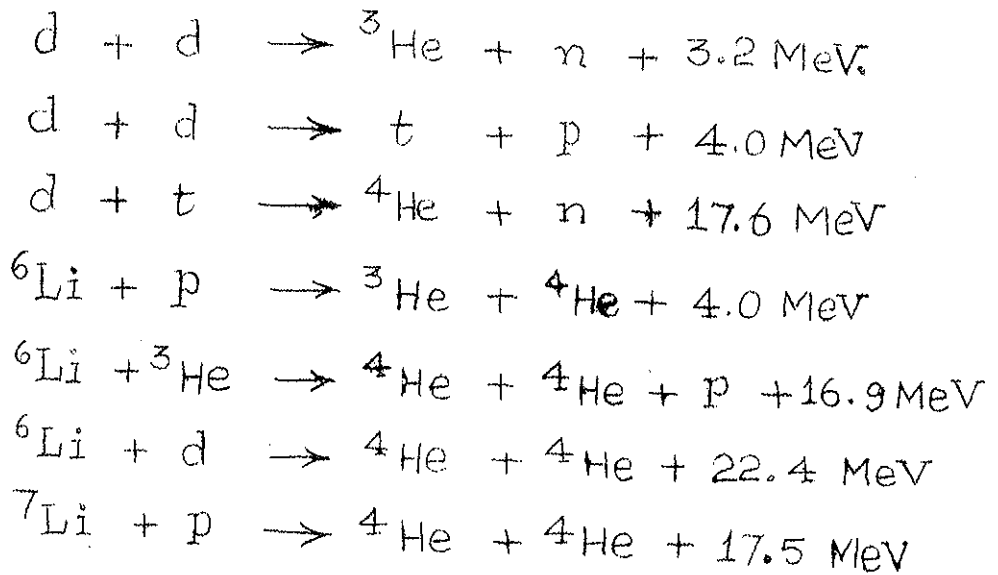 d + d → ³He + n + 3.2 MeV.
d + d → t + p + 4.0 MeV
d + t → ⁴He + n + 17.6 MeV
⁶Li + p → ³He + ⁴He + 4.0 MeV
⁶Li + ³He → ⁴He + ⁴He + p + 16.9 MeV
⁶Li + d → ⁴He + ⁴He + 22.4 MeV
⁷Li + p → ⁴He + ⁴He + 17.5 MeV